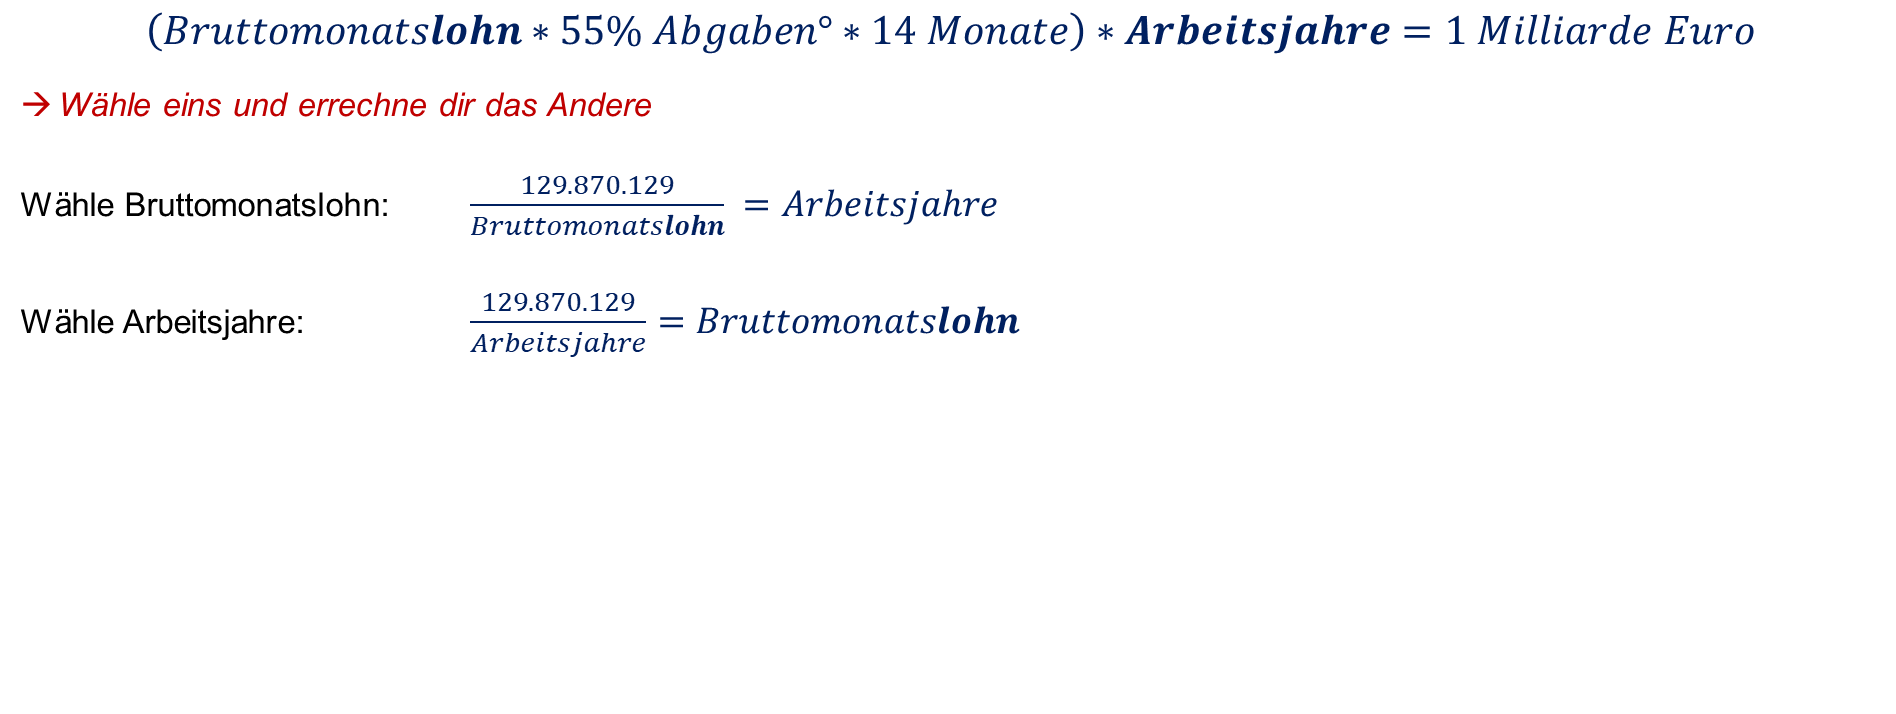 (Bruttomonatslohn ∗ 55% Abgaben° ∗ 14 Monate) ∗ Arbeitsjahre = 1 Milliarde Euro
→ Wähle eins und errechne dir das Andere
Wähle Bruttomonatslohn: 129.870.129 / Bruttomonatslohn = Arbeitsjahre
Wähle Arbeitsjahre: 129.870.129 / Arbeitsjahre = Bruttomonatslohn